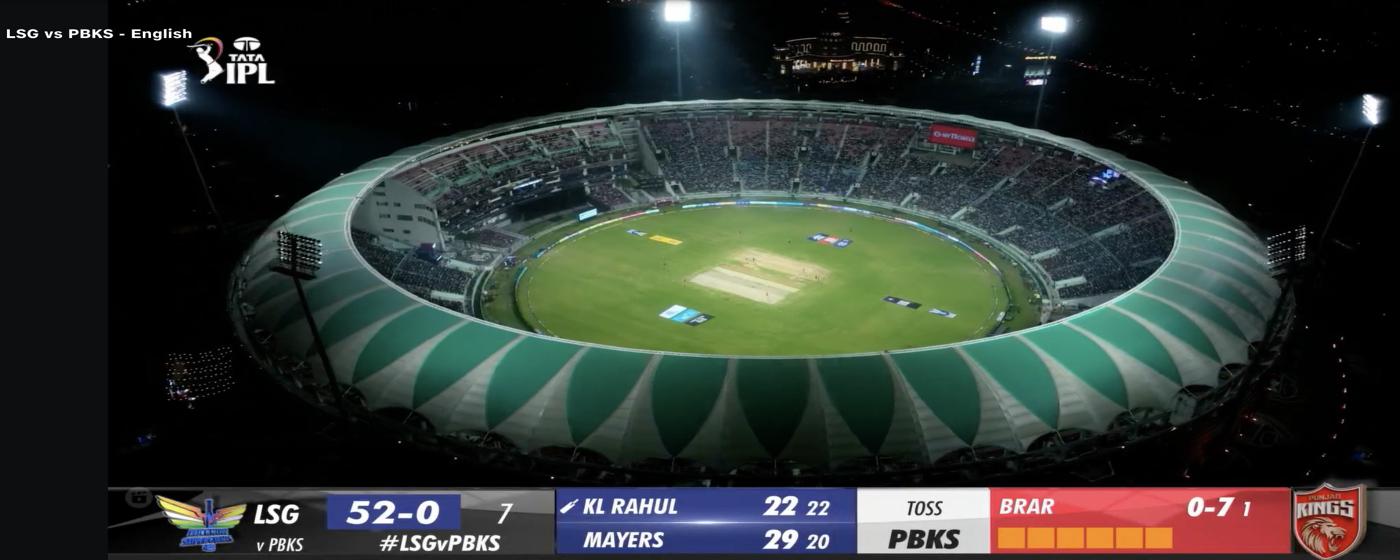 LSG vs PBKS - English
TATA
IPL
LSG 52-0 7
v PBKS #LSGvPBKS
KL RAHUL 22 22
MAYERS 29 20
TOSS
PBKS
BRAR 0-7 1
PUNJAB
KINGS